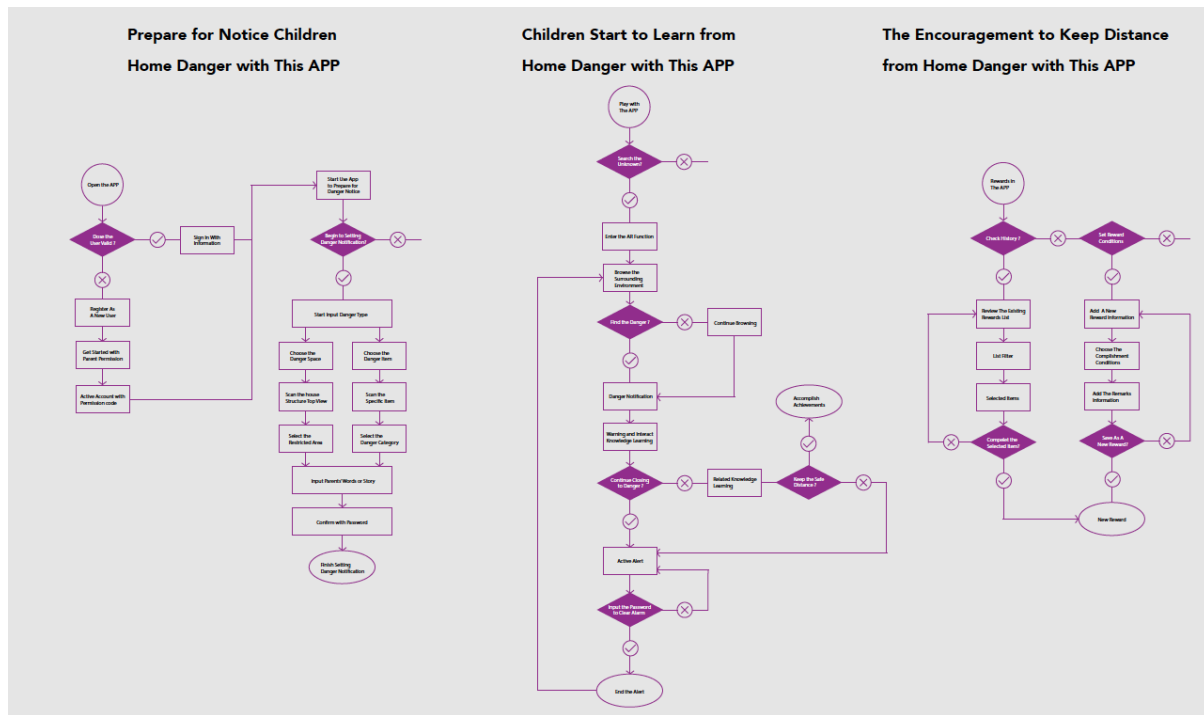 Prepare for Notice Children
Home Danger with This APP
Open the APP
Dose the
User Valid ?
Sign in With
Information
Register As
A New User
Get Started with
Parent Permission
Active Account with
Permission code
Start Use App
to Prepare for
Danger Notice
Begin to Setting
Danger Notification?
Start Input Danger Type
Choose the
Danger Space
Choose the
Danger Item
Scan the house
Structure Top View
Scan the
Specific Item
Select the
Restricted Area
Select the
Danger Category
Input Parents' Words or Story
Confirm with Password
Finish Setting
Danger Notification
Children Start to Learn from
Home Danger with This APP
Play with
The APP
Search the
Unknown?
Enter the AR Function
Browse the
Surrounding
Environment
Find the Danger ?
Continue Browsing
Danger Notification
Warning and Interact
Knowledge Learning
Continue Closing
to Danger ?
Related Knowledge
Learning
Keep the Safe
Distance ?
Accomplish
Achievements
Active Alert
Input the Password
to Clear Alarm
End the Alert
The Encouragement to Keep Distance
from Home Danger with This APP
Rewards in
The APP
Check History ?
Set Reward
Conditions
Review The Existing
Rewards List
List Filter
Selected Items
Compelet the
Selected Item?
Add A New
Reward Information
Choose The
Complishment
Conditions
Add The Remarks
Information
Save As A
New Reward?
New Reward